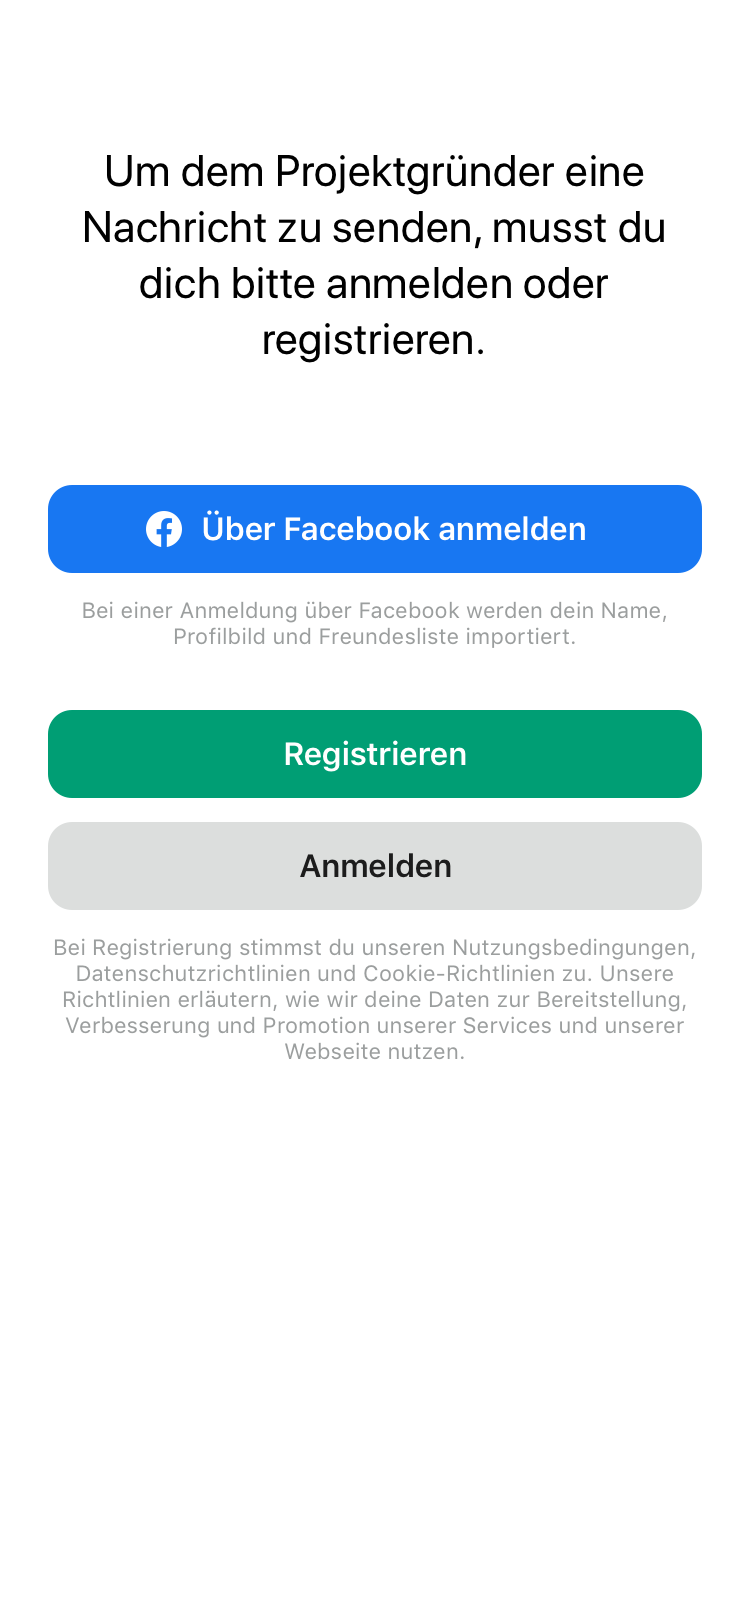 Um dem Projektgründer eine
Nachricht zu senden, musst du
dich bitte anmelden oder
registrieren.
Über Facebook anmelden
Bei einer Anmeldung über Facebook werden dein Name,
Profilbild und Freundesliste importiert.
Registrieren
Anmelden
Bei Registrierung stimmst du unseren Nutzungsbedingungen,
Datenschutzrichtlinien und Cookie-Richtlinien zu. Unsere
Richtlinien erläutern, wie wir deine Daten zur Bereitstellung,
Verbesserung und Promotion unserer Services und unserer
Webseite nutzen.